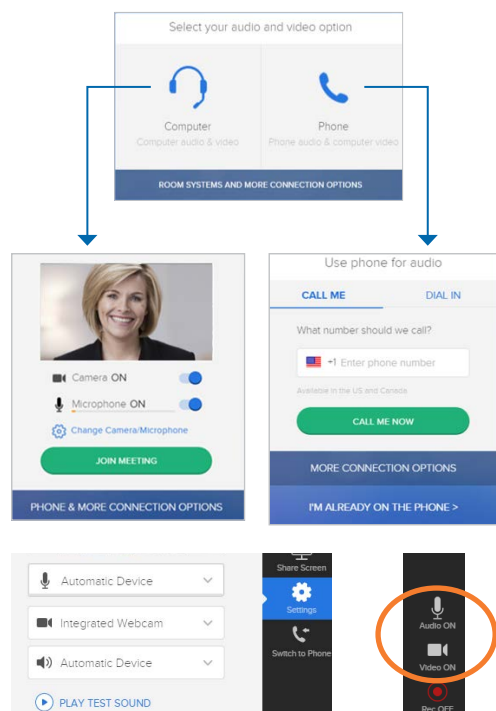 Select your audio and video option
Computer
Computer audio & video
Phone
Phone audio & computer video
ROOM SYSTEMS AND MORE CONNECTION OPTIONS
Camera ON
Microphone ON
Change Camera/Microphone
JOIN MEETING
PHONE & MORE CONNECTION OPTIONS
Use phone for audio
CALL ME DIAL IN
What number should we call?
+1 Enter phone number
Available in the US and Canada
CALL ME NOW
MORE CONNECTION OPTIONS
I'M ALREADY ON THE PHONE >
Automatic Device
Integrated Webcam
Automatic Device
PLAY TEST SOUND
Share Screen
Settings
Switch to Phone
Audio ON
Video ON
Rec OFF